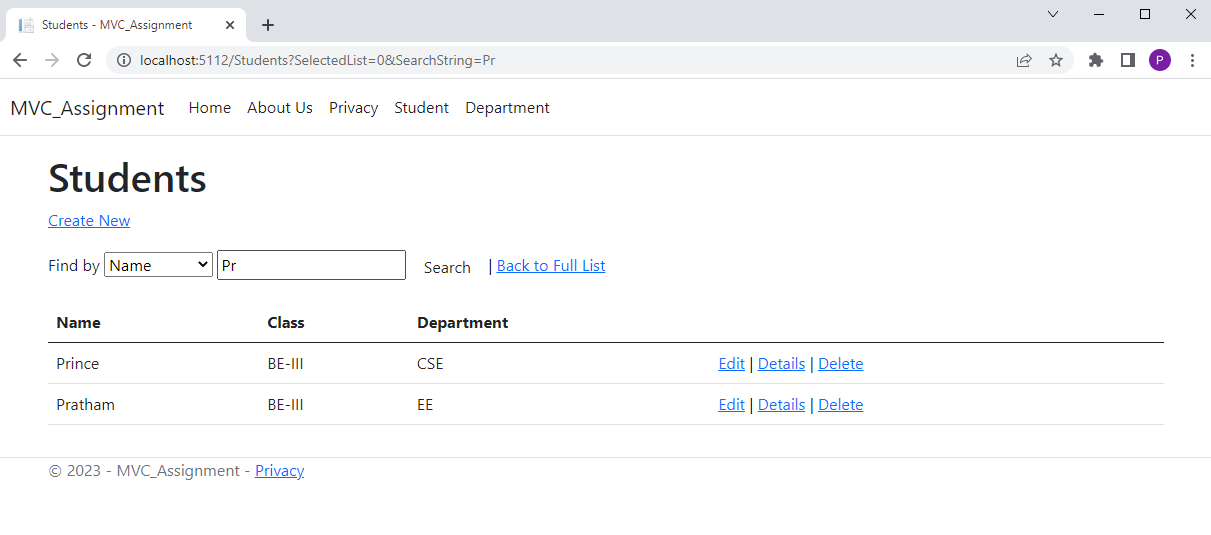 Students - MVC_Assignment
localhost:5112/Students?SelectedList=0&SearchString=Pr
P
MVC_Assignment Home About Us Privacy Student Department
Students
Create New
Find by Name Pr Search | Back to Full List
Name Class Department
Prince BE-III CSE Edit | Details | Delete
Pratham BE-III EE Edit | Details | Delete
© 2023 - MVC_Assignment - Privacy